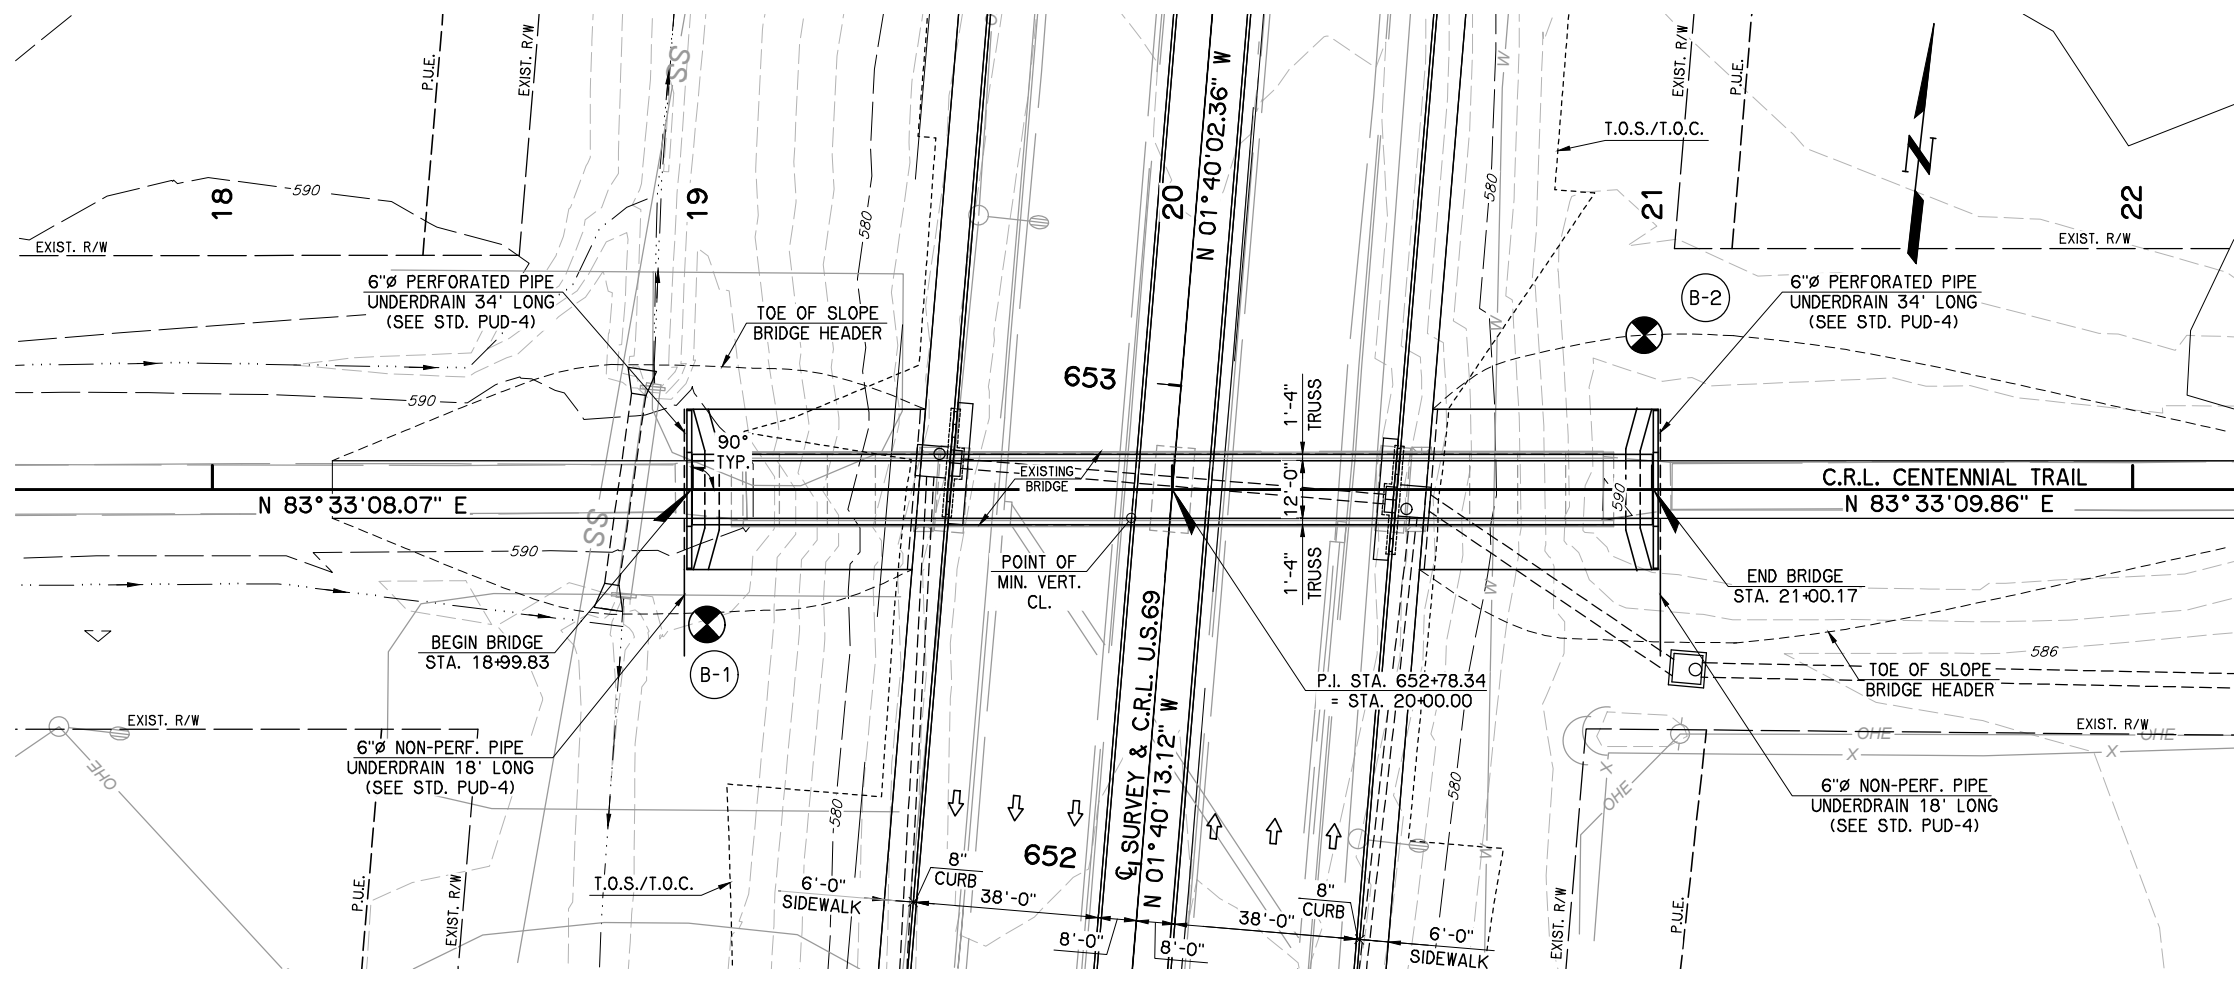 P.U.E.
EXIST. R/W
SS
N 01°40'02.36" W
W
EXIST. R/W
P.U.E.
T.O.S./T.O.C.
590
18
19
580
20
580
21
22
EXIST. R/W
EXIST. R/W
6"Ø PERFORATED PIPE
UNDERDRAIN 34' LONG
(SEE STD. PUD-4)
TOE OF SLOPE
BRIDGE HEADER
B-2
6"Ø PERFORATED PIPE
UNDERDRAIN 34' LONG
(SEE STD. PUD-4)
W
653
590
1'-4"
TRUSS
90°
TYP.
EXISTING
BRIDGE
12'-0"
590
C.R.L. CENTENNIAL TRAIL
N 83°33'08.07" E
N 83°33'09.86" E
SS
590
POINT OF
MIN. VERT.
CL.
1'-4"
TRUSS
W
END BRIDGE
STA. 21+00.17
BEGIN BRIDGE
STA. 18+99.83
B-1
586
TOE OF SLOPE
BRIDGE HEADER
P.I. STA. 652+78.34
= STA. 20+00.00
EXIST. R/W
EXIST. R/W
OHE
OHE
X
X
X
OHE
OHE
6"Ø NON-PERF. PIPE
UNDERDRAIN 18' LONG
(SEE STD. PUD-4)
6"Ø NON-PERF. PIPE
UNDERDRAIN 18' LONG
(SEE STD. PUD-4)
580
580
W
℄ SURVEY & C.R.L. U.S.69
N 01°40'13.12" W
652
T.O.S./T.O.C.
6'-0"
SIDEWALK
8"
CURB
38'-0"
8'-0"
8'-0"
38'-0"
8"
CURB
6'-0"
SIDEWALK
P.U.E.
EXIST. R/W
EXIST. R/W
P.U.E.